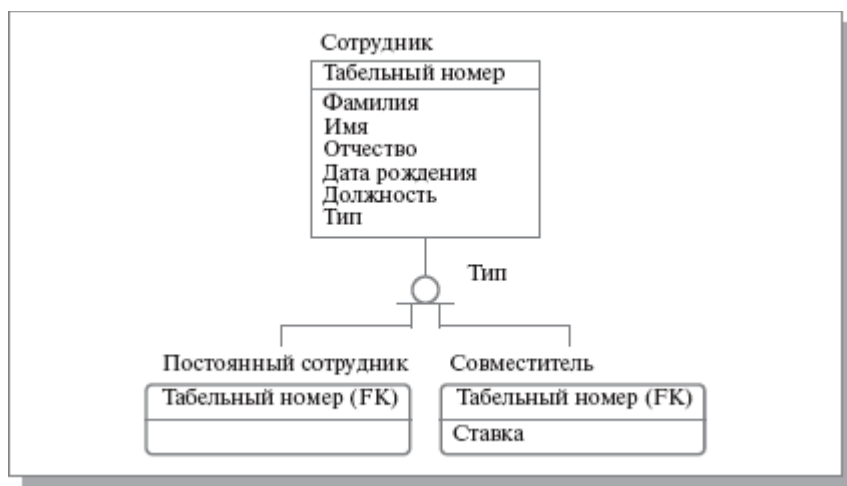 Сотрудник
Табельный номер
Фамилия
Имя
Отчество
Дата рождения
Должность
Тип
Тип
Постоянный сотрудник
Совместитель
Табельный номер (FK)
Табельный номер (FK)
Ставка